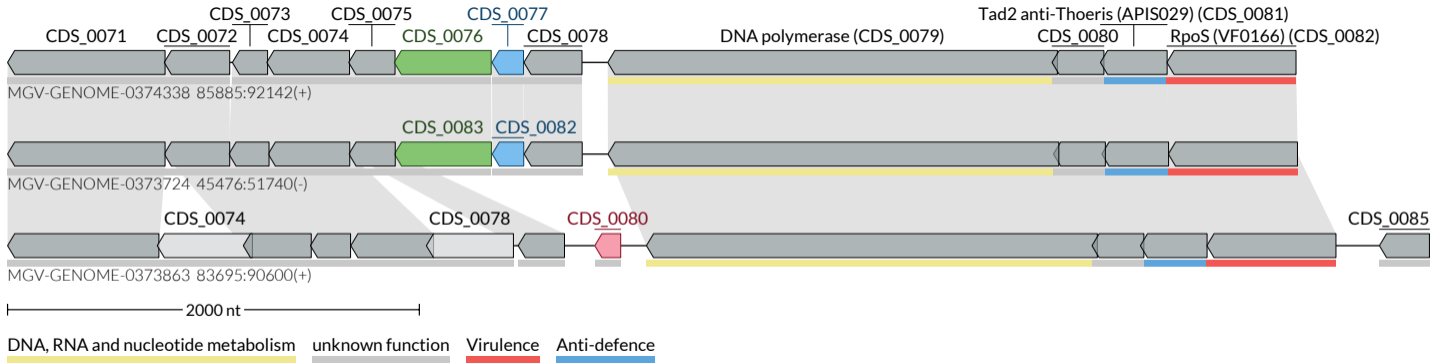 CDS_0073 CDS_0075 CDS_0077 Tad2 anti-Thoeris (APIS029) (CDS_0081)
CDS_0071 CDS_0072 CDS_0074 CDS_0076 CDS_0078 DNA polymerase (CDS_0079) CDS_0080 RpoS (VF0166) (CDS_0082)
MGV-GENOME-0374338 85885:92142(+)
CDS_0083 CDS_0082
MGV-GENOME-0373724 45476:51740(-)
CDS_0074 CDS_0078 CDS_0080 CDS_0085
MGV-GENOME-0373863 83695:90600(+)
2000 nt
DNA, RNA and nucleotide metabolism unknown function Virulence Anti-defence